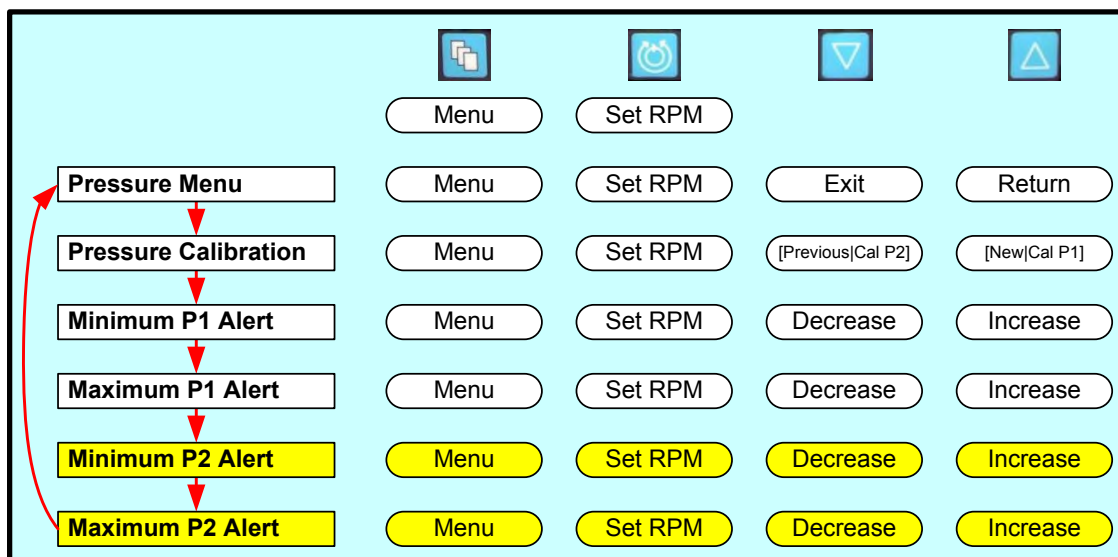 Menu Set RPM
Pressure Menu Menu Set RPM Exit Return
Pressure Calibration Menu Set RPM [Previous|Cal P2] [New|Cal P1]
Minimum P1 Alert Menu Set RPM Decrease Increase
Maximum P1 Alert Menu Set RPM Decrease Increase
Minimum P2 Alert Menu Set RPM Decrease Increase
Maximum P2 Alert Menu Set RPM Decrease Increase